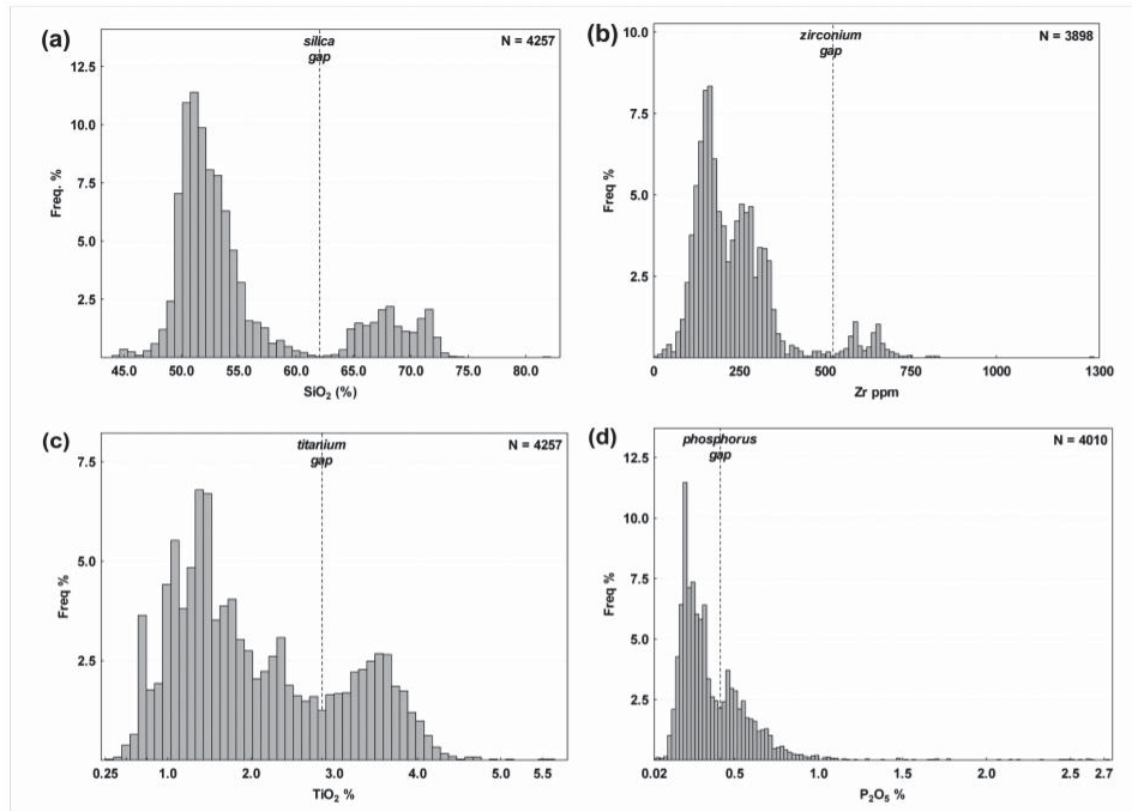 (a)
silica
gap
N = 4257
12.5
10.0
7.5
5.0
2.5
Freq. %
45.0 50.0 55.0 60.0 65.0 70.0 75.0 80.0
SiO₂ (%)
(b)
zirconium
gap
N = 3898
10.0
7.5
5.0
2.5
Freq %
0 250 500 750 1000 1300
Zr ppm
(c)
titanium
gap
N = 4257
7.5
5.0
2.5
Freq %
0.25 1.0 2.0 3.0 4.0 5.0 5.5
TiO₂ %
(d)
phosphorus
gap
N = 4010
12.5
10.0
7.5
5.0
2.5
Freq %
0.02 0.5 1.0 1.5 2.0 2.5 2.7
P₂O₅ %